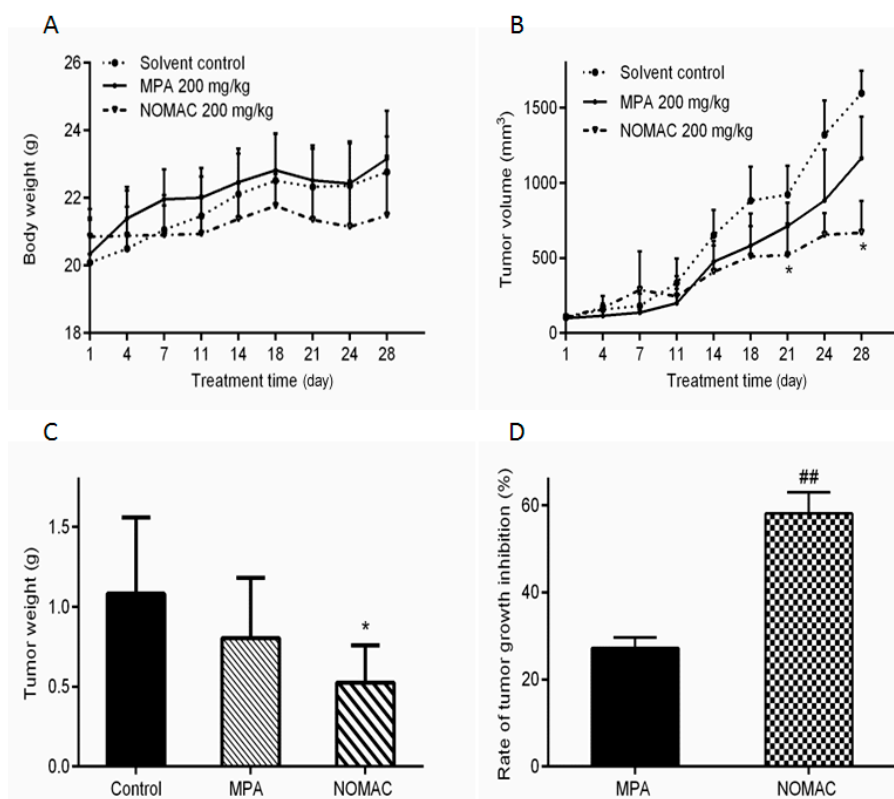 A
Solvent control
MPA 200 mg/kg
NOMAC 200 mg/kg
Body weight (g)
26
24
22
20
18
1 4 7 11 14 18 21 24 28
Treatment time (day)
B
Solvent control
MPA 200 mg/kg
NOMAC 200 mg/kg
Tumor volume (mm³)
1500
1000
500
0
* *
1 4 7 11 14 18 21 24 28
Treatment time (day)
C
Tumor weight (g)
1.5
1.0
0.5
0.0
*
Control MPA NOMAC
D
Rate of tumor growth inhibition (%)
60
40
20
0
##
MPA NOMAC